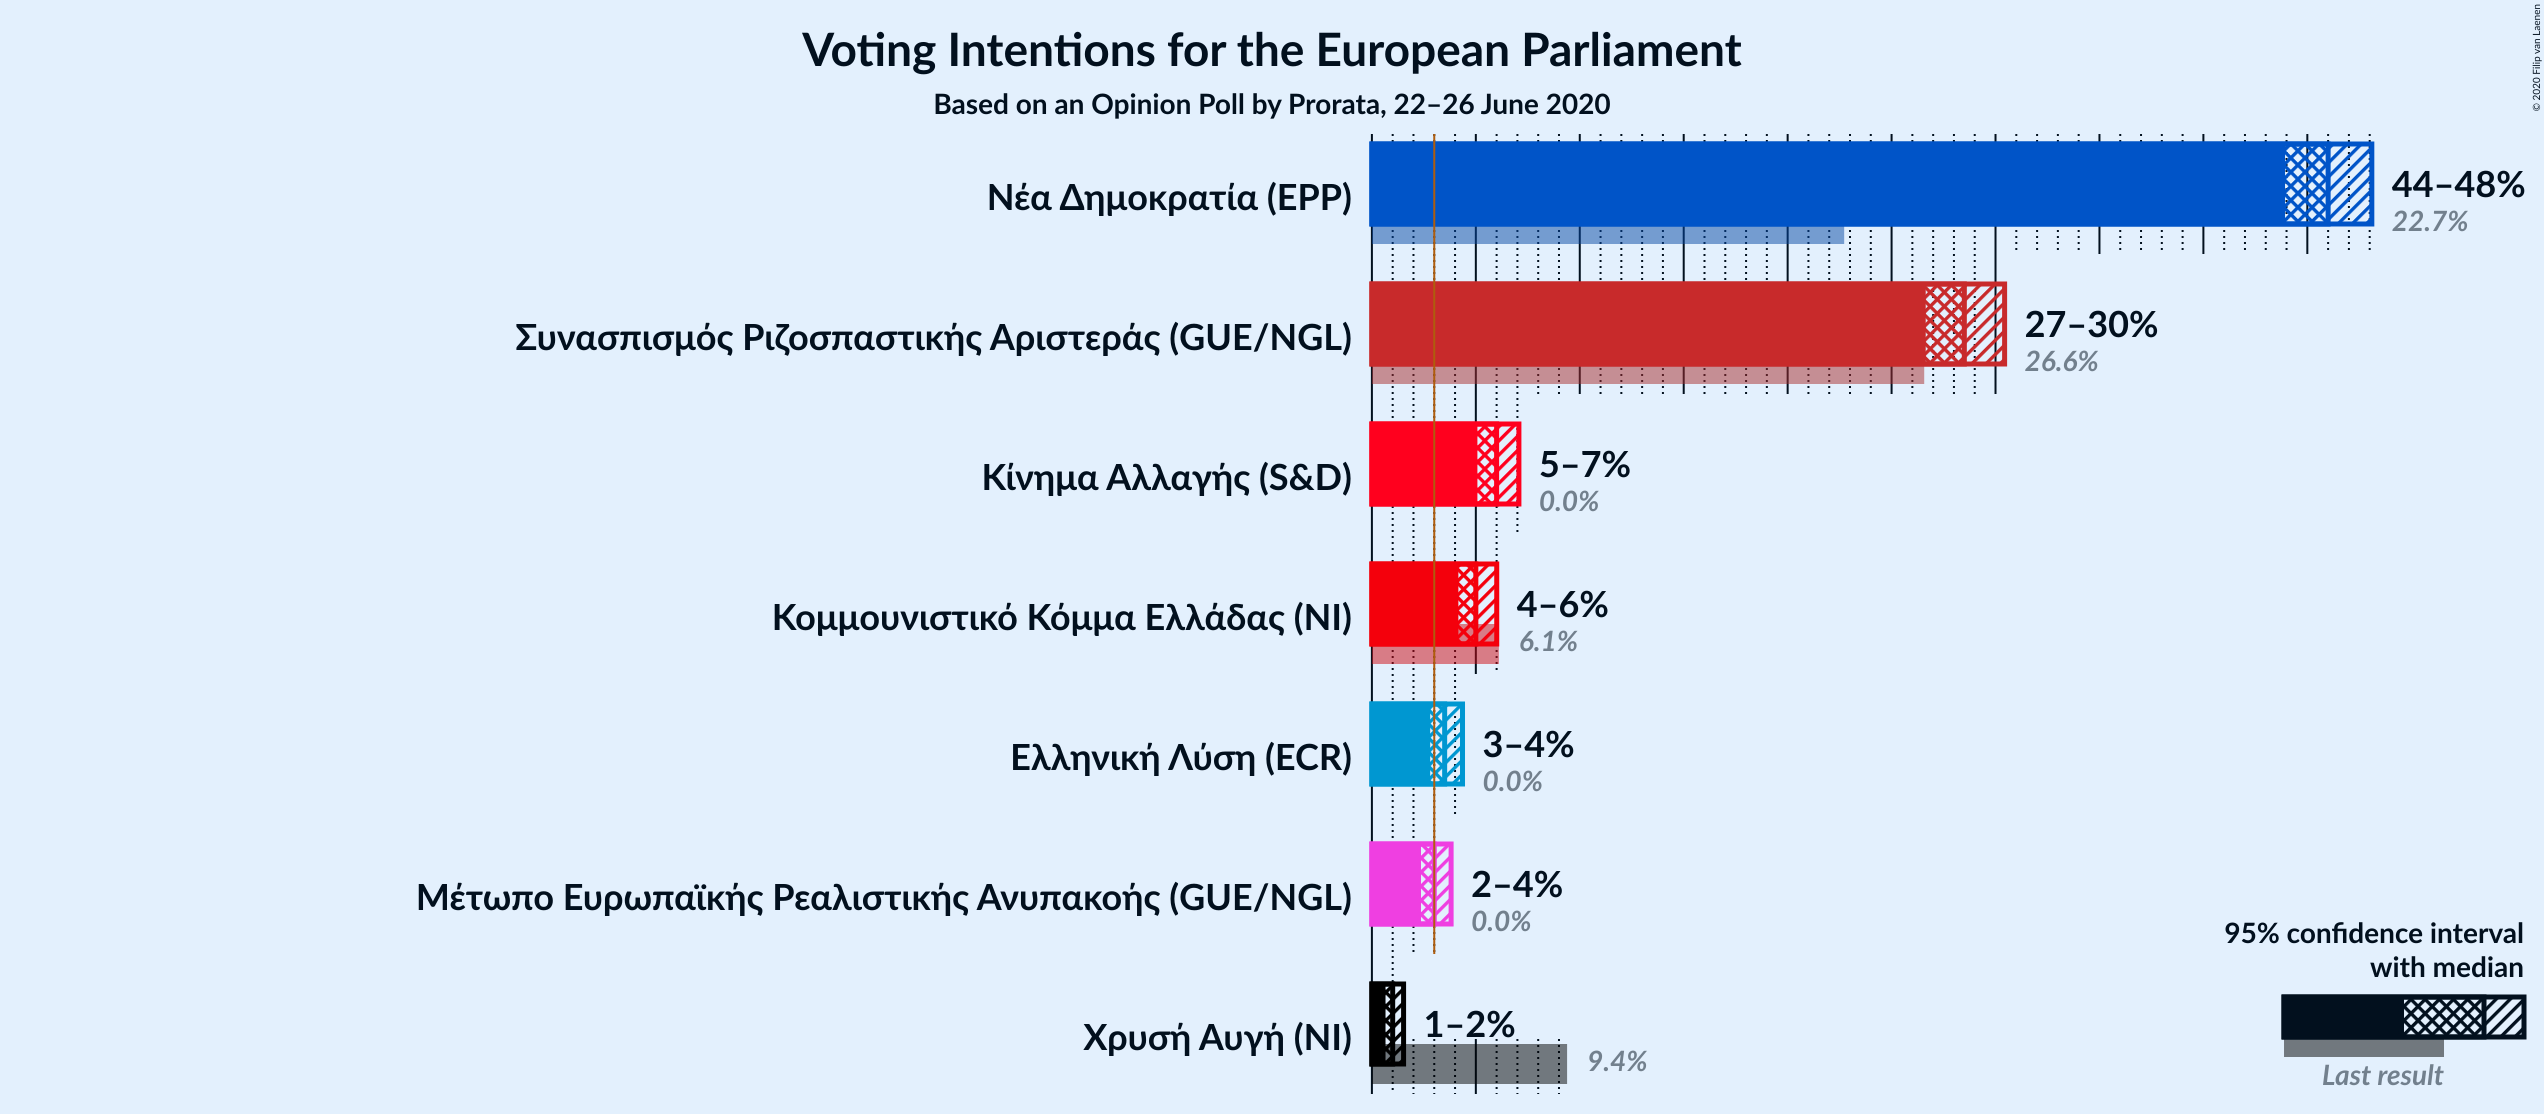 Voting Intentions for the European Parliament
Based on an Opinion Poll by Prorata, 22–26 June 2020
© 2020 Filip van Laenen
Νέα Δημοκρατία (EPP)
44–48%
22.7%
Συνασπισμός Ριζοσπαστικής Αριστεράς (GUE/NGL)
27–30%
26.6%
Κίνημα Αλλαγής (S&D)
5–7%
0.0%
Κομμουνιστικό Κόμμα Ελλάδας (NI)
4–6%
6.1%
Ελληνική Λύση (ECR)
3–4%
0.0%
Μέτωπο Ευρωπαϊκής Ρεαλιστικής Ανυπακοής (GUE/NGL)
2–4%
0.0%
Χρυσή Αυγή (NI)
1–2%
9.4%
95% confidence interval
with median
Last result